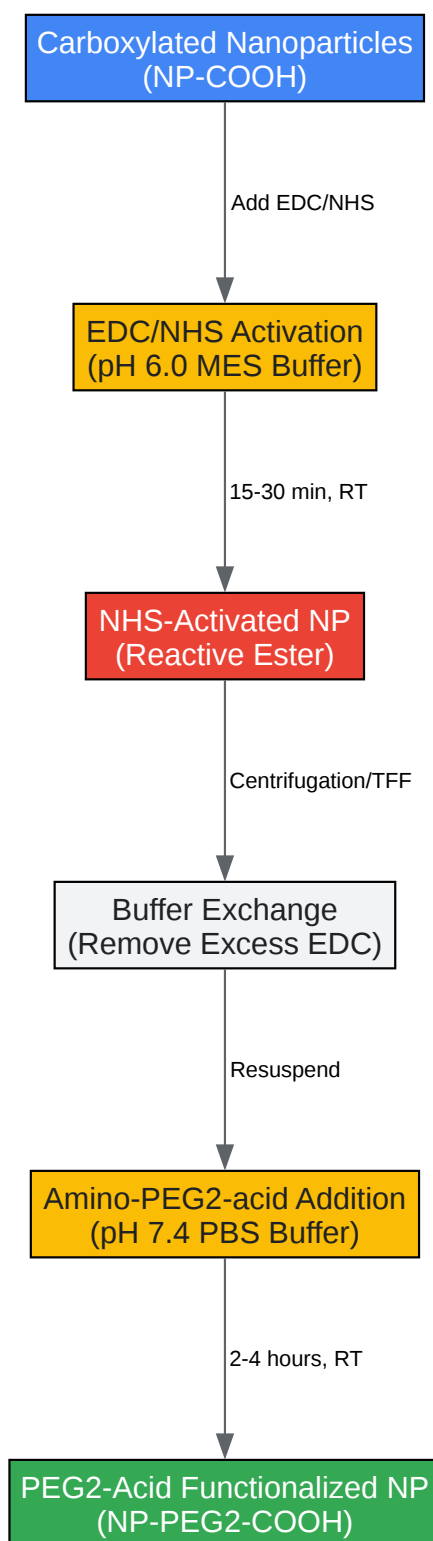 Carboxylated Nanoparticles
(NP-COOH)
Add EDC/NHS
EDC/NHS Activation
(pH 6.0 MES Buffer)
15-30 min, RT
NHS-Activated NP
(Reactive Ester)
Centrifugation/TFF
Buffer Exchange
(Remove Excess EDC)
Resuspend
Amino-PEG2-acid Addition
(pH 7.4 PBS Buffer)
2-4 hours, RT
PEG2-Acid Functionalized NP
(NP-PEG2-COOH)